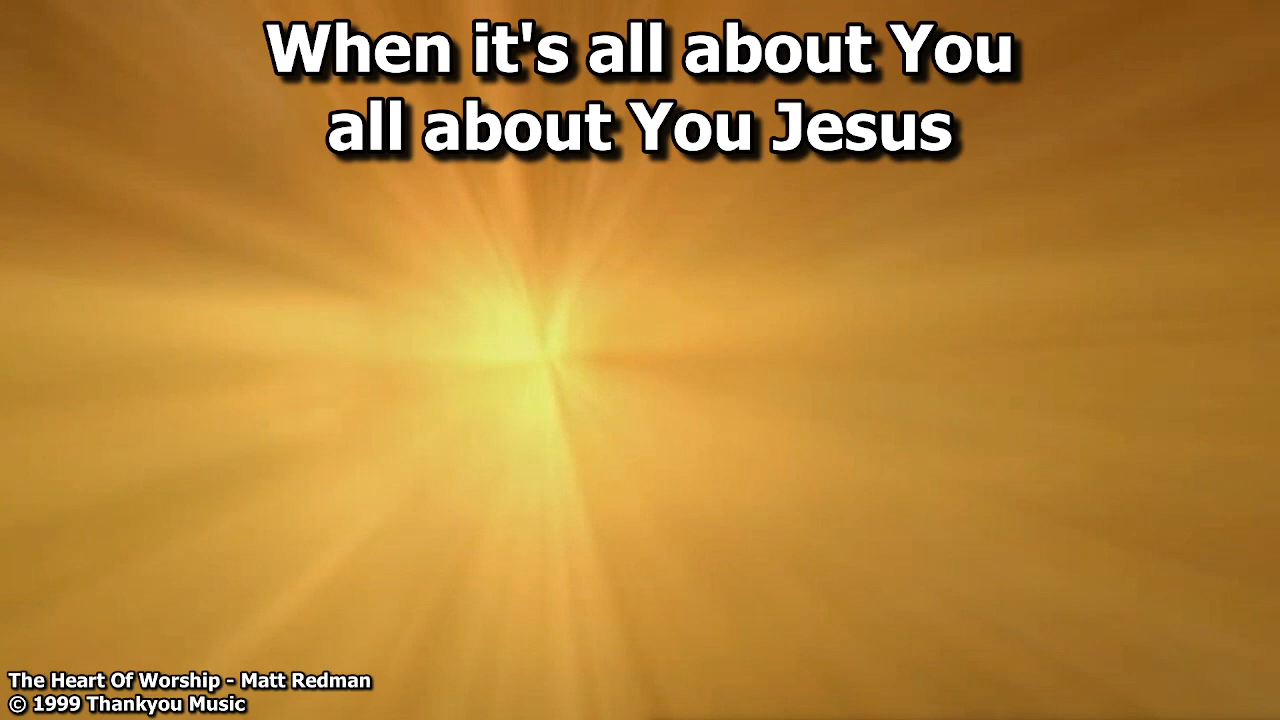 When it's all about You
all about You Jesus
The Heart Of Worship - Matt Redman
© 1999 Thankyou Music